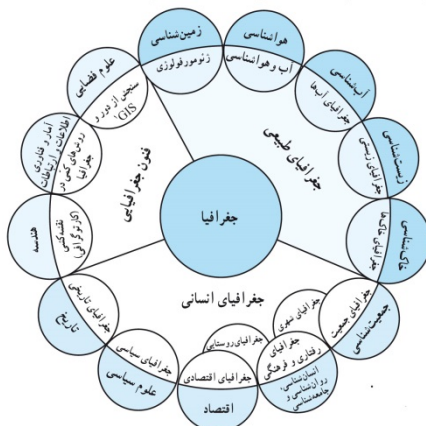 زمین‌شناسی
ژئومورفولوژی
هواشناسی
آب و هواشناسی
آب‌شناسی
جغرافیای آب‌ها
زیست‌شناسی
جغرافیای زیستی
خاک‌شناسی
جغرافیای خاک‌ها
جغرافیای طبیعی
علوم فضایی
سنجش از دور و
GIS
آمار و فناوری
اطلاعات و ارتباطات
روش‌های کمی در
جغرافیا
هندسه
نقشه‌کشی
(کارتوگرافی)
فنون جغرافیایی
جغرافیا
جغرافیای انسانی
تاریخ
جغرافیای تاریخی
علوم سیاسی
جغرافیای سیاسی
اقتصاد
جغرافیای اقتصادی
جغرافیای روستایی
جغرافیای شهری
جغرافیای
رفتاری و فرهنگی
انسان‌شناسی،
روان‌شناسی و
جامعه‌شناسی
جغرافیای جمعیت
جمعیت‌شناسی